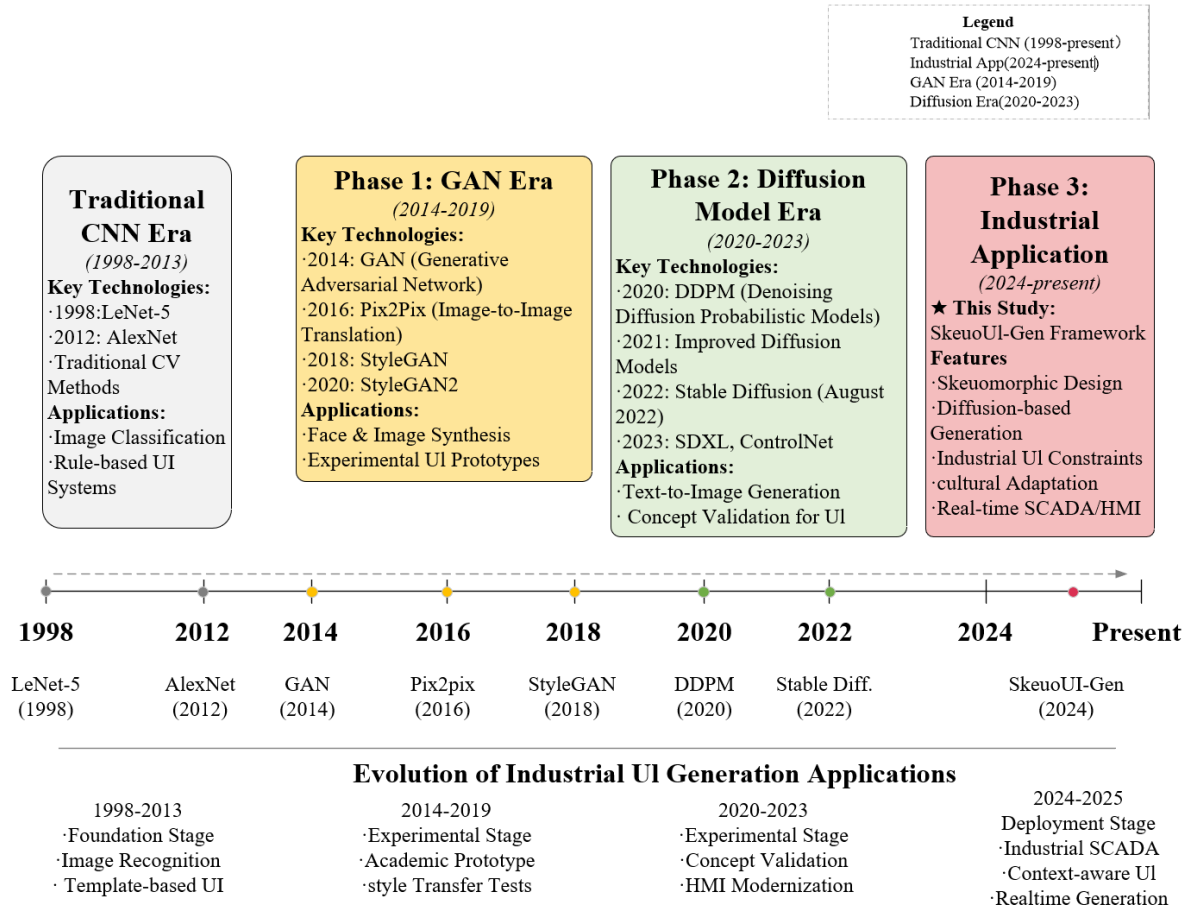 Legend
Traditional CNN (1998-present）
Industrial App(2024-present)
GAN Era (2014-2019)
Diffusion Era(2020-2023)
Traditional
CNN Era
(1998-2013)
Key Technologies:
·1998:LeNet-5
·2012: AlexNet
·Traditional CV
Methods
Applications:
·Image Classification
·Rule-based UI
Systems
Phase 1: GAN Era
(2014-2019)
Key Technologies:
·2014: GAN (Generative
Adversarial Network)
·2016: Pix2Pix (Image-to-Image
Translation)
·2018: StyleGAN
·2020: StyleGAN2
Applications:
·Face & Image Synthesis
·Experimental Ul Prototypes
Phase 2: Diffusion
Model Era
(2020-2023)
Key Technologies:
·2020: DDPM (Denoising
Diffusion Probabilistic Models)
·2021: Improved Diffusion
Models
·2022: Stable Diffusion (August
2022)
·2023: SDXL, ControlNet
Applications:
·Text-to-Image Generation
· Concept Validation for Ul
Phase 3:
Industrial
Application
(2024-present)
★ This Study:
SkeuoUl-Gen Framework
Features
·Skeuomorphic Design
·Diffusion-based
Generation
·Industrial Ul Constraints
·cultural Adaptation
·Real-time SCADA/HMI
1998 2012 2014 2016 2018 2020 2022 2024 Present
LeNet-5 AlexNet GAN Pix2pix StyleGAN DDPM Stable Diff. SkeuoUI-Gen
(1998) (2012) (2014) (2016) (2018) (2020) (2022) (2024)
Evolution of Industrial Ul Generation Applications
1998-2013
·Foundation Stage
·Image Recognition
· Template-based UI
2014-2019
·Experimental Stage
·Academic Prototype
·style Transfer Tests
2020-2023
·Experimental Stage
·Concept Validation
·HMI Modernization
2024-2025
Deployment Stage
·Industrial SCADA
·Context-aware Ul
·Realtime Generation